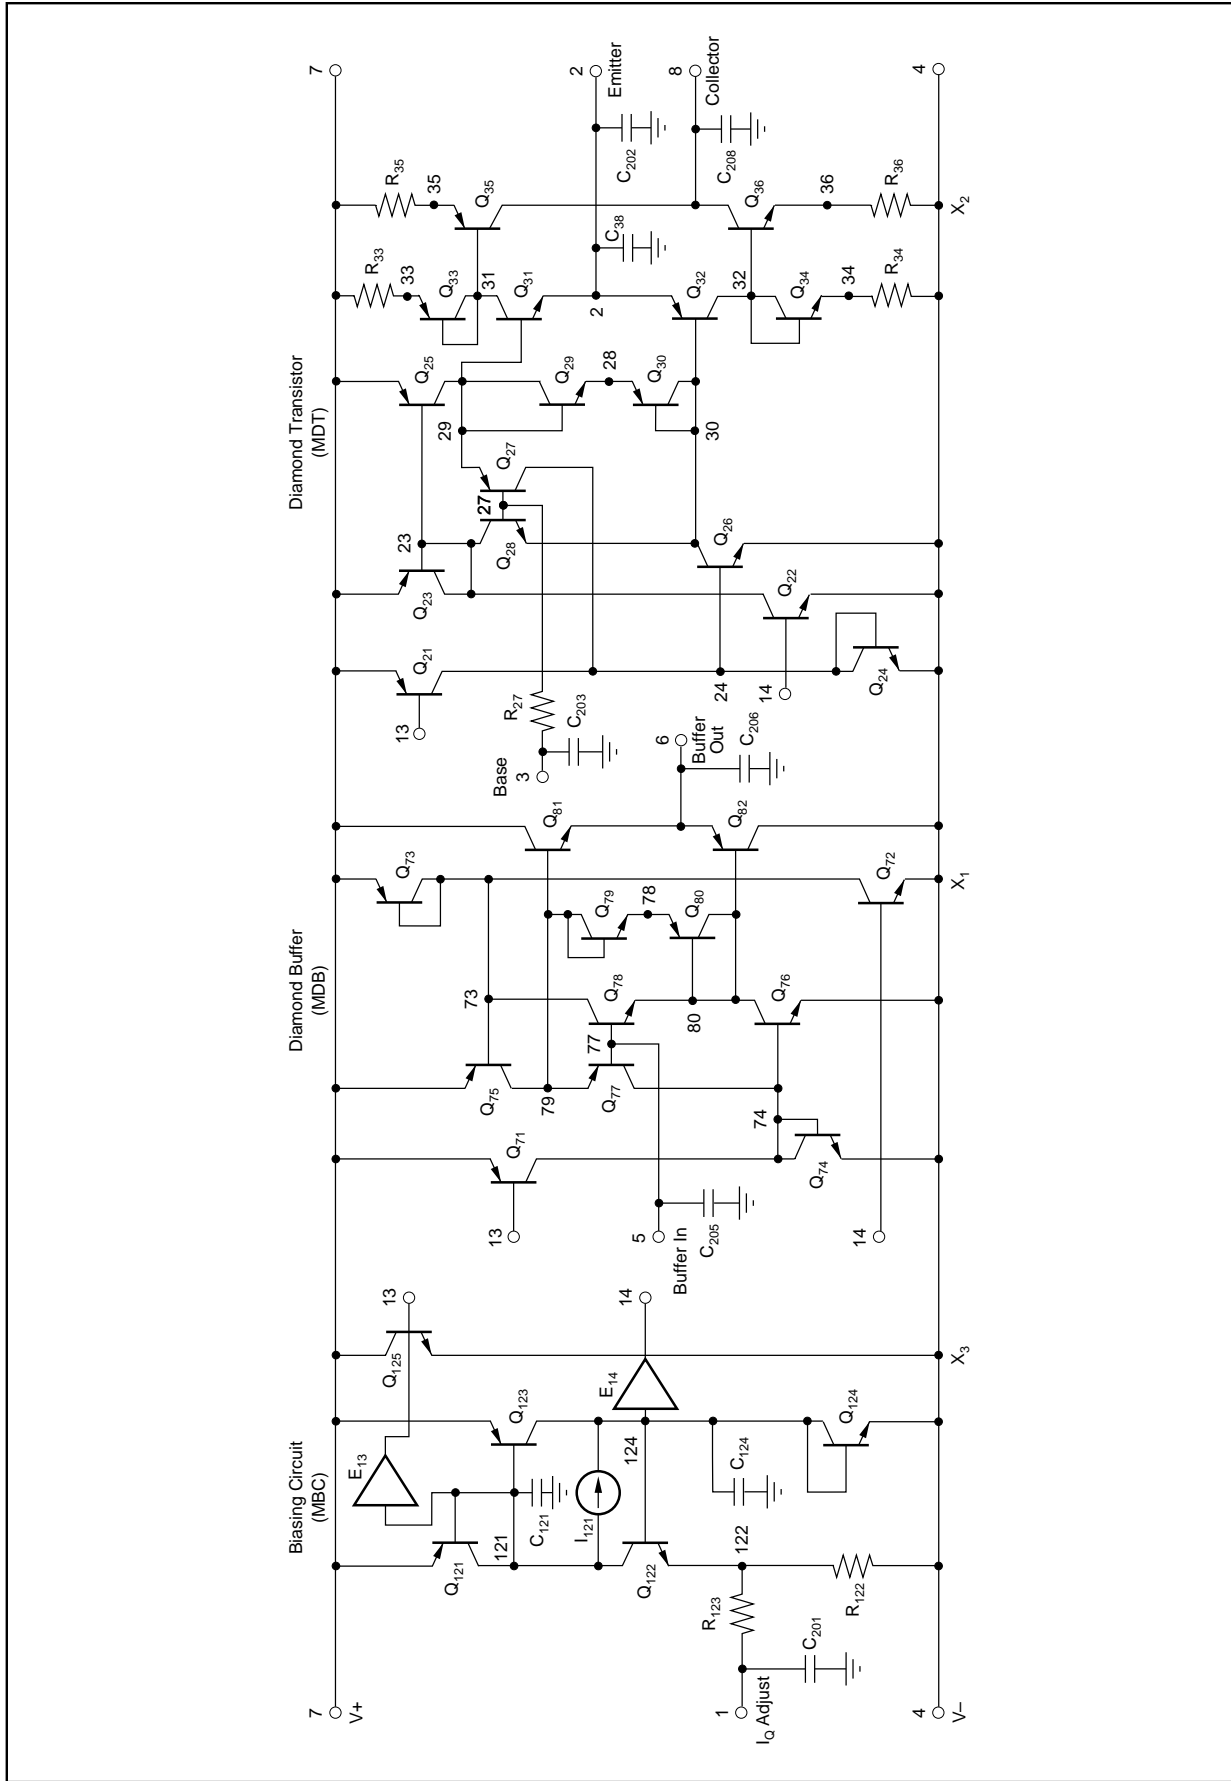 Biasing Circuit
(MBC)
Diamond Buffer
(MDB)
Diamond Transistor
(MDT)
7
V+
E13
Q121
121
C121
Q123
Q125
13
I121
124
E14
14
Q122
122
R123
R122
C124
Q124
1
IQ Adjust
C201
4
V–
X3
13
Q71
Q75
73
Q73
79
Q77
77
Q78
Q79
78
Q80
80
Q81
Q82
6
Buffer
Out
C206
5
Buffer In
C205
74
Q74
Q76
14
Q72
X1
13
Q21
Q23
23
Q25
29
27
Q27
Q28
Q29
28
Q30
30
Base
3
R27
C203
24
Q26
14
Q22
Q24
R33
33
Q33
31
Q31
2
C38
Q32
32
Q34
34
R34
R35
35
Q35
Q36
36
R36
X2
7
2
Emitter
C202
8
Collector
C208
4